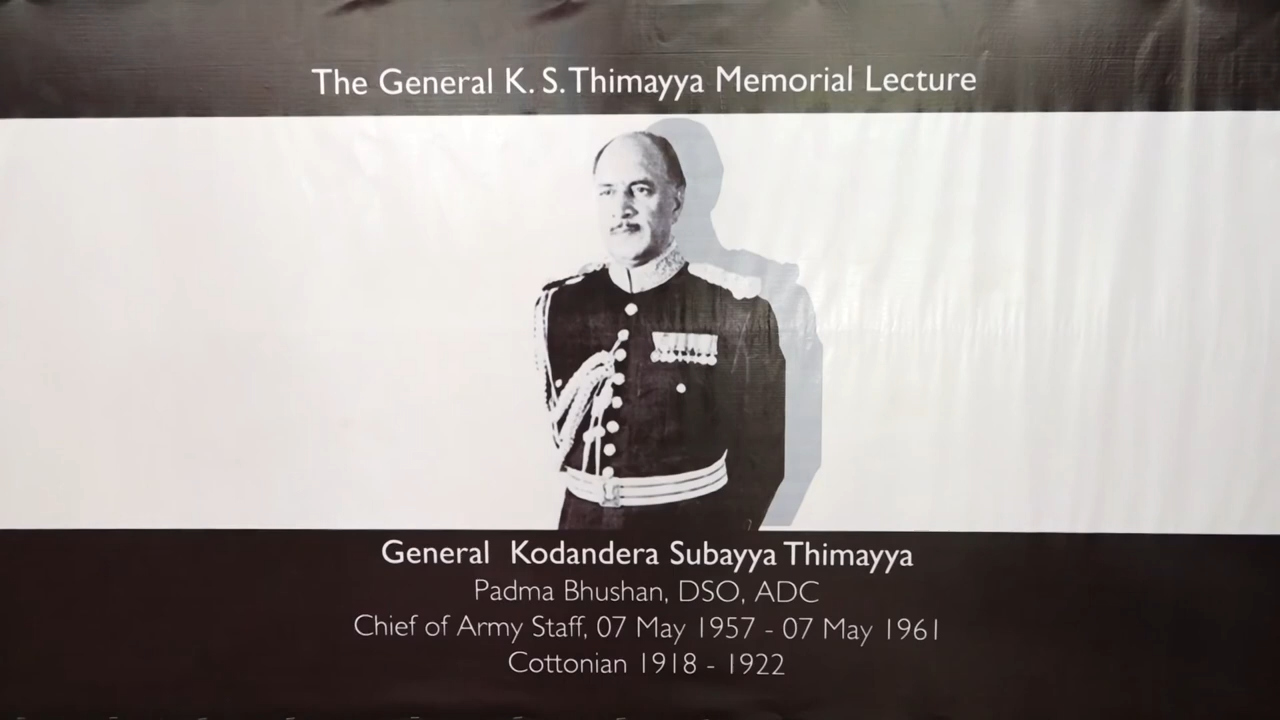 The General K. S. Thimayya Memorial Lecture
General Kodandera Subayya Thimayya
Padma Bhushan, DSO, ADC
Chief of Army Staff, 07 May 1957 - 07 May 1961
Cottonian 1918 - 1922